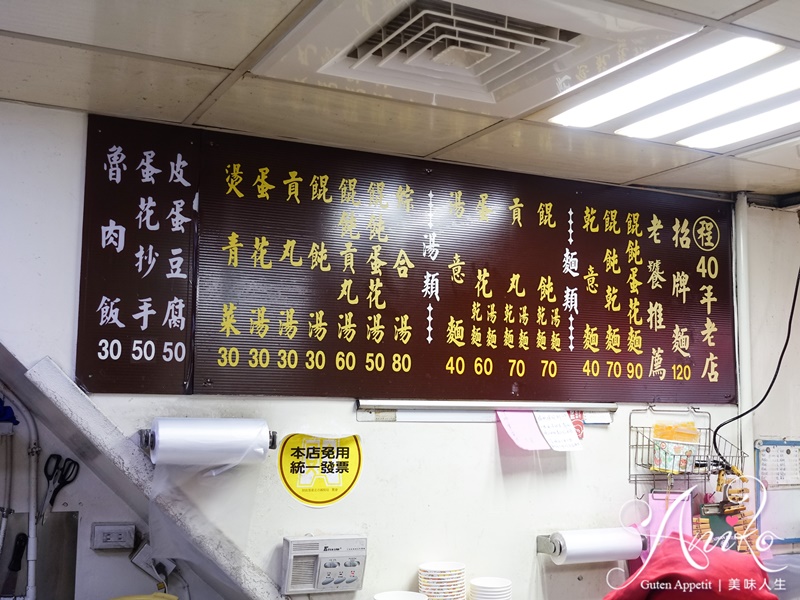 程40年老店
招牌麵 120
老饕推薦
餛飩蛋花麵 90
餛飩乾麵 70
乾意麵 40
麵類
餛飩 乾麵 湯麵 70
貢丸 乾麵 湯麵 70
蛋花 乾麵 湯麵 60
湯意麵 40
湯類
綜合湯 80
餛飩蛋花湯 50
餛飩貢丸湯 60
餛飩湯 30
貢丸湯 30
蛋花湯 30
燙青菜 30
皮蛋豆腐 50
蛋花抄手 50
魯肉飯 30
本店免用
統一發票
Anko
Guten Appetit | 美味人生